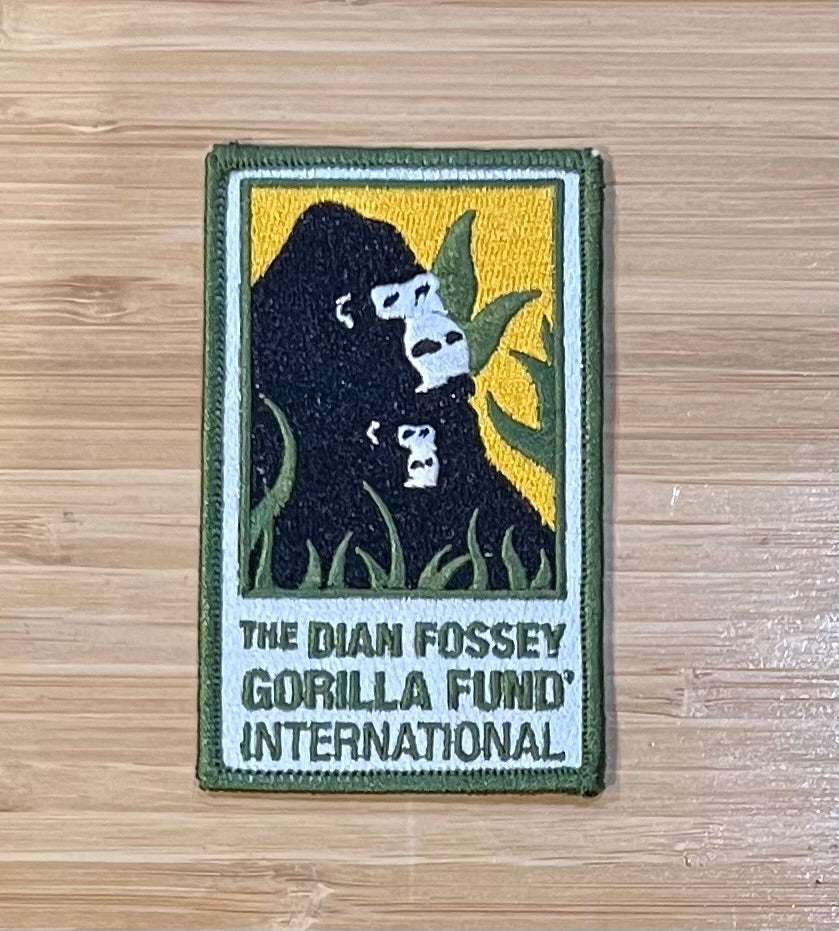 THE DIAN FOSSEY
GORILLA FUND
INTERNATIONAL